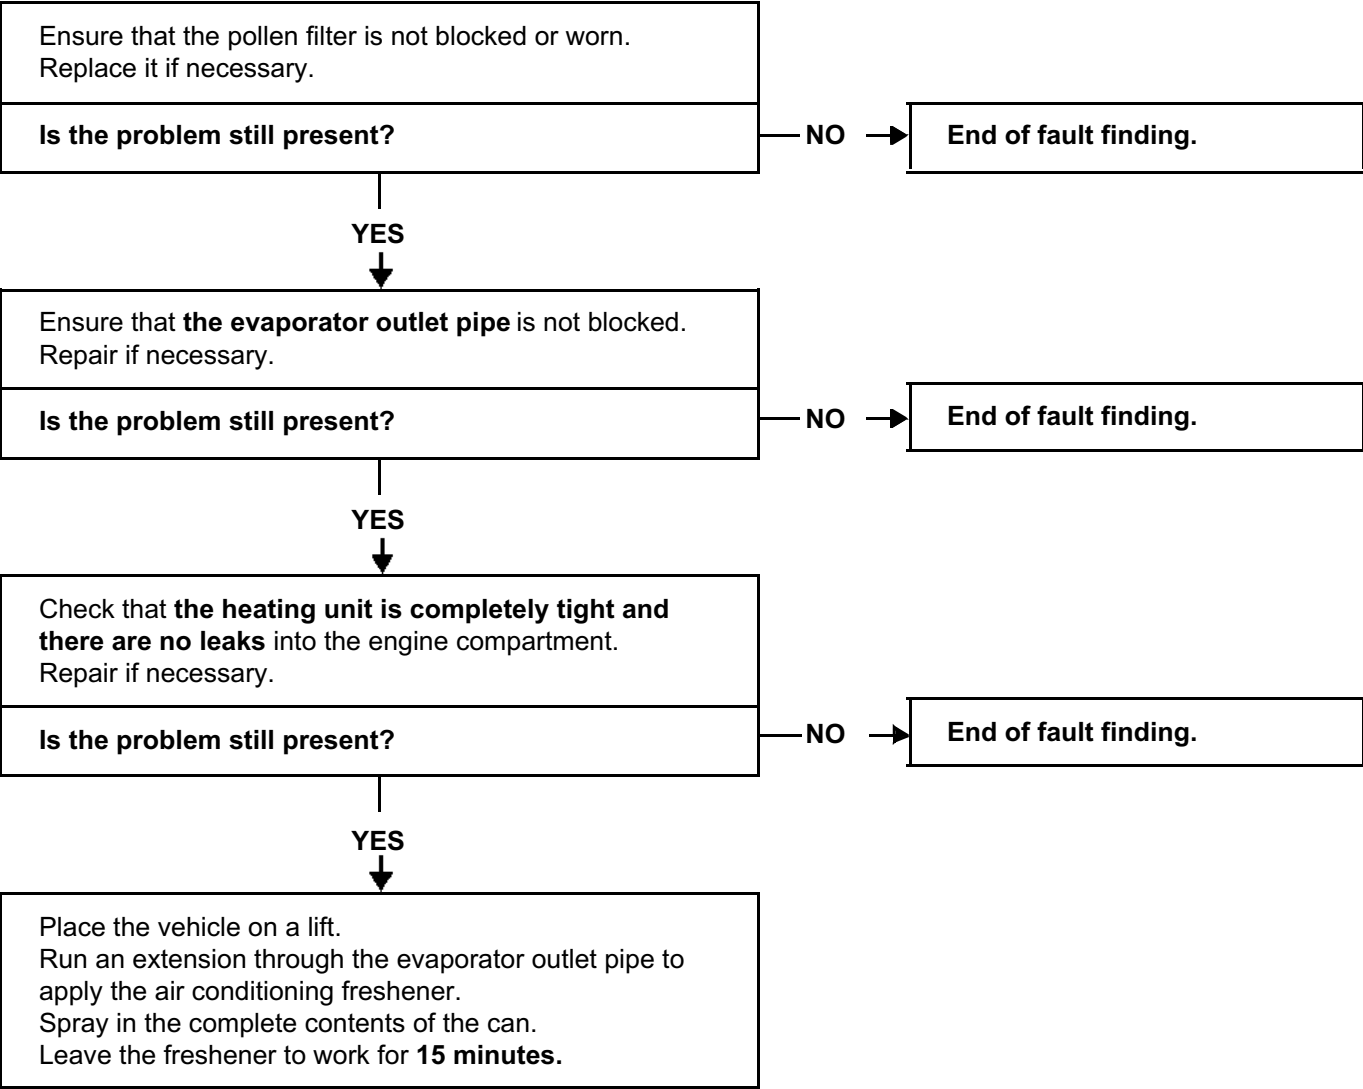 Ensure that the pollen filter is not blocked or worn.
Replace it if necessary.
Is the problem still present?
NO
End of fault finding.
YES
Ensure that the evaporator outlet pipe is not blocked.
Repair if necessary.
Is the problem still present?
NO
End of fault finding.
YES
Check that the heating unit is completely tight and
there are no leaks into the engine compartment.
Repair if necessary.
Is the problem still present?
NO
End of fault finding.
YES
Place the vehicle on a lift.
Run an extension through the evaporator outlet pipe to
apply the air conditioning freshener.
Spray in the complete contents of the can.
Leave the freshener to work for 15 minutes.